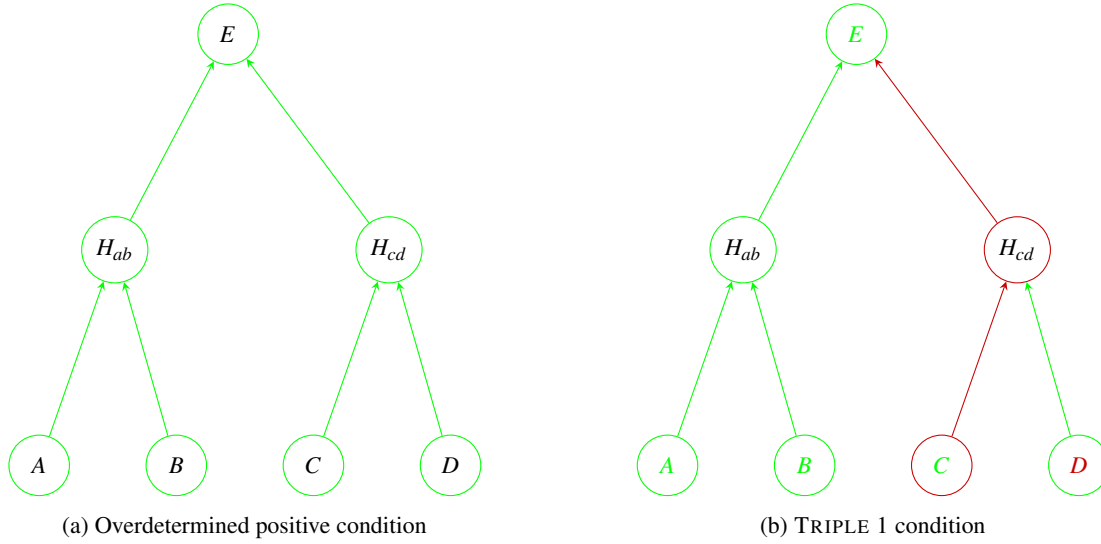 E E
H_ab H_cd H_ab H_cd
A B C D A B C D
(a) Overdetermined positive condition (b) TRIPLE 1 condition